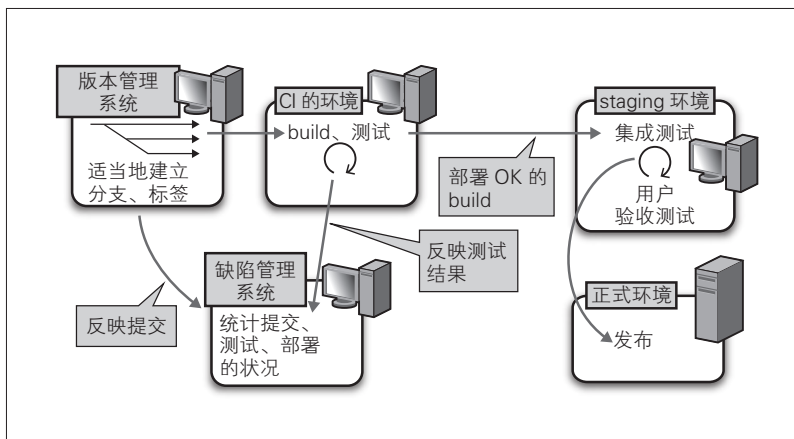 版本管理
系统
适当地建立
分支、标签
CI 的环境
build、测试
staging 环境
集成测试
用户
验收测试
部署 OK 的
build
反映测试
结果
缺陷管理
系统
统计提交、
测试、部署
的状况
反映提交
正式环境
发布